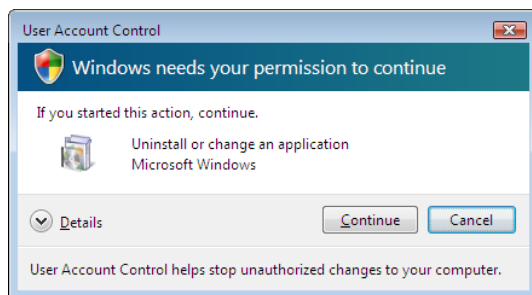 User Account Control
Windows needs your permission to continue
If you started this action, continue.
Uninstall or change an application
Microsoft Windows
Details
Continue
Cancel
User Account Control helps stop unauthorized changes to your computer.